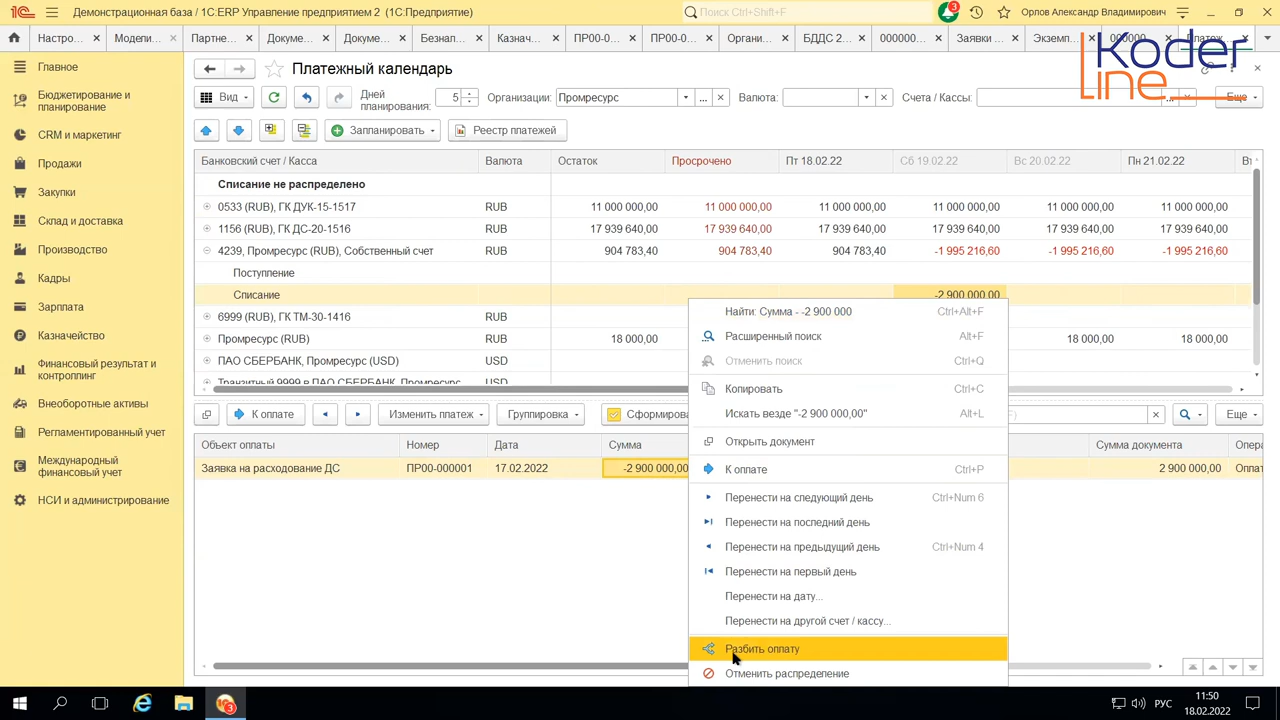 Демонстрационная база / 1С:ERP Управление предприятием 2 (1С:Предприятие)
Поиск Ctrl+Shift+F
3
Орлов Александр Владимирович
Настро...
Модели...
Партне...
Докуме...
Докуме...
Безнап...
Казнач...
ПР00-0...
ПР00-0...
Органи...
БДДС 2...
000000...
Заявки ...
Экземп...
000000
Платеж
Koder
Line
Главное
Бюджетирование и
планирование
CRM и маркетинг
Продажи
Закупки
Склад и доставка
Производство
Кадры
Зарплата
Казначейство
Финансовый результат и
контроллинг
Внеоборотные активы
Регламентированный учет
Международный
финансовый учет
НСИ и администрирование
Платежный календарь
Вид
Дней
планирования:
5
Организации:
Промресурс
Валюта:
Счета / Кассы:
Еще
Запланировать
Реестр платежей
Банковский счет / Касса Валюта Остаток Просрочено Пт 18.02.22 Сб 19.02.22 Вс 20.02.22 Пн 21.02.22 Вт
Списание не распределено
0533 (RUB), ГК ДУК-15-1517 RUB 11 000 000,00 11 000 000,00 11 000 000,00 11 000 000,00 11 000 000,00 11 000 000,00
1156 (RUB), ГК ДС-20-1516 RUB 17 939 640,00 17 939 640,00 17 939 640,00 17 939 640,00 17 939 640,00 17 939 640,00
4239, Промресурс (RUB), Собственный счет RUB 904 783,40 904 783,40 904 783,40 -1 995 216,60 -1 995 216,60 -1 995 216,60
Поступление
Списание -2 900 000,00
6999 (RUB), ГК ТМ-30-1416 RUB
Промресурс (RUB) RUB 18 000,00 18 000,00 18 000,00
ПАО СБЕРБАНК, Промресурс (USD) USD
Транзитный 9999 в ПАО СБЕРБАНК, Промресурс USD
К оплате
Изменить платеж
Группировка
Сформирова
F)
Еще
Объект оплаты Номер Дата Сумма Сумма документа Опера
Заявка на расходование ДС ПР00-000001 17.02.2022 -2 900 000,00 2 900 000,00 Оплат
Найти: Сумма - -2 900 000 Ctrl+Alt+F
Расширенный поиск Alt+F
Отменить поиск Ctrl+Q
Копировать Ctrl+C
Искать везде "-2 900 000,00" Alt+L
Открыть документ
К оплате Ctrl+P
Перенести на следующий день Ctrl+Num 6
Перенести на последний день
Перенести на предыдущий день Ctrl+Num 4
Перенести на первый день
Перенести на дату...
Перенести на другой счет / кассу...
Разбить оплату
Отменить распределение
3
РУС
11:50
18.02.2022